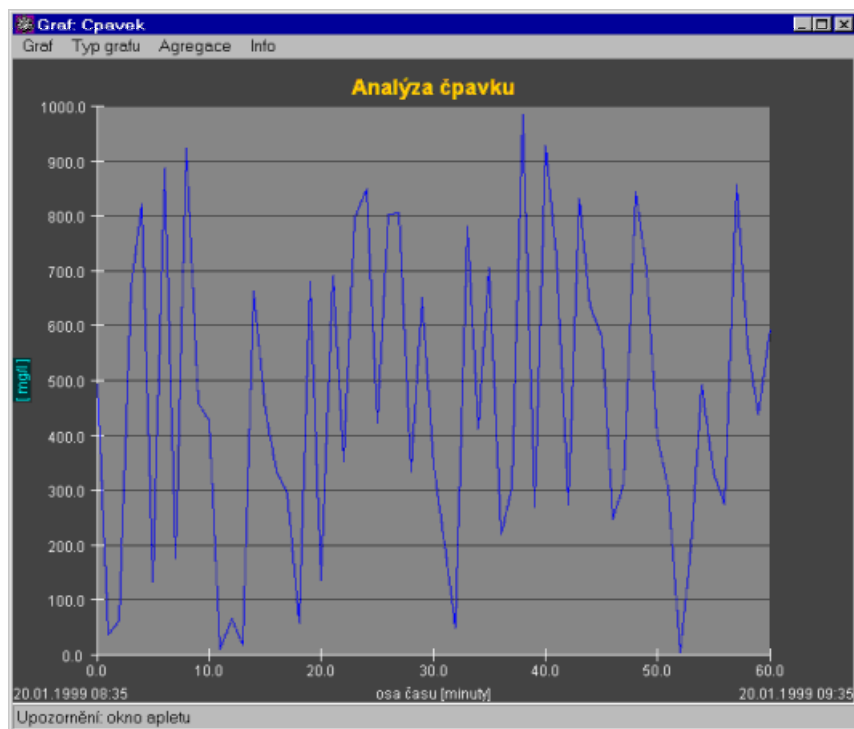 Graf: Cpavek
Graf Typ grafu Agregace Info
Analýza čpavku
1000.0
900.0
800.0
700.0
600.0
500.0
400.0
300.0
200.0
100.0
0.0
[mg/l]
0.0 10.0 20.0 30.0 40.0 50.0 60.0
20.01.1999 08:35 osa času [minuty] 20.01.1999 09:35
Upozornění: okno apletu